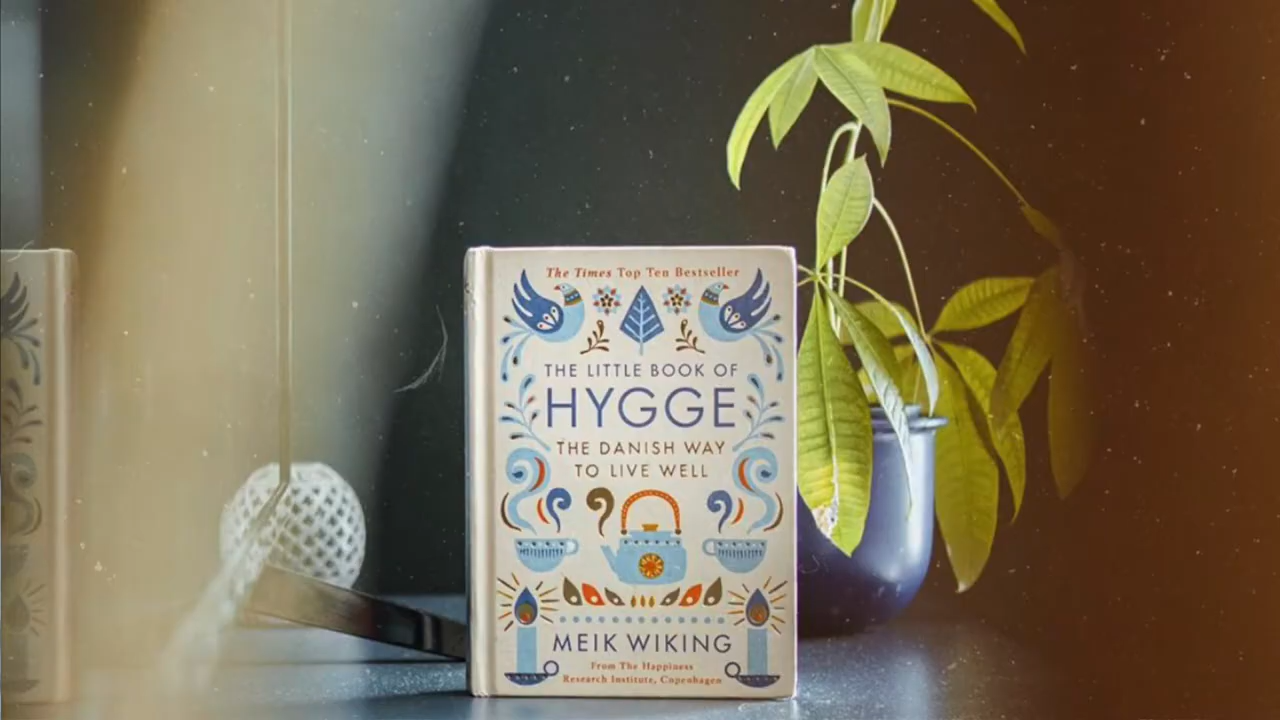 The Times Top Ten Bestseller
THE LITTLE BOOK OF
HYGGE
THE DANISH WAY
TO LIVE WELL
MEIK WIKING
From The Happiness
Research Institute, Copenhagen